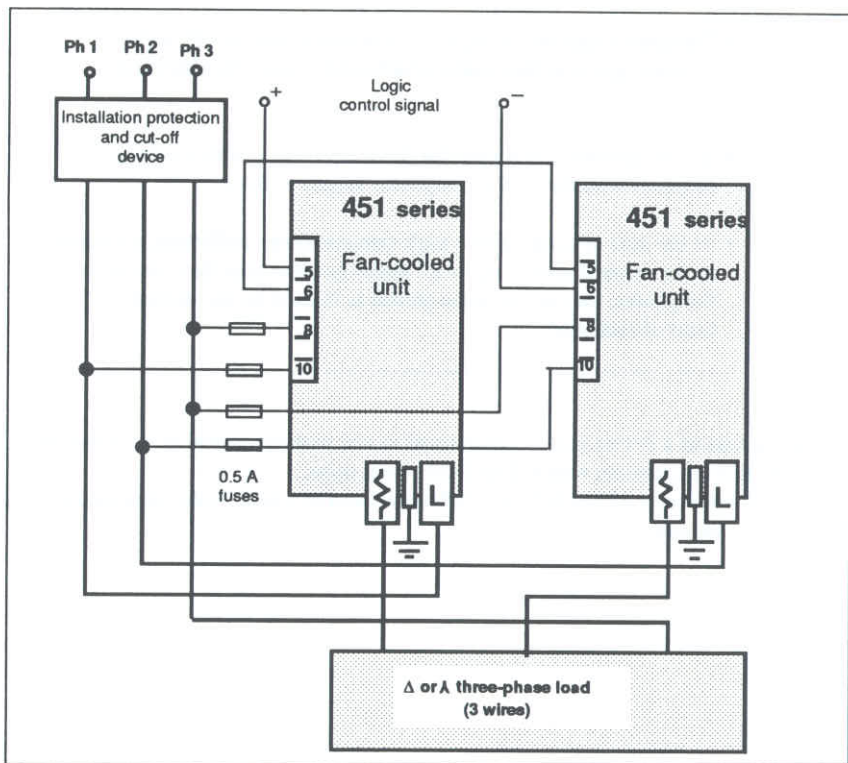 Ph 1 Ph 2 Ph 3
+
Logic
control signal
–
Installation protection
and cut-off
device
451 series
Fan-cooled
unit
5
6
8
10
451 series
Fan-cooled
unit
5
6
8
10
0.5 A
fuses
L
L
Δ or ⅄ three-phase load
(3 wires)